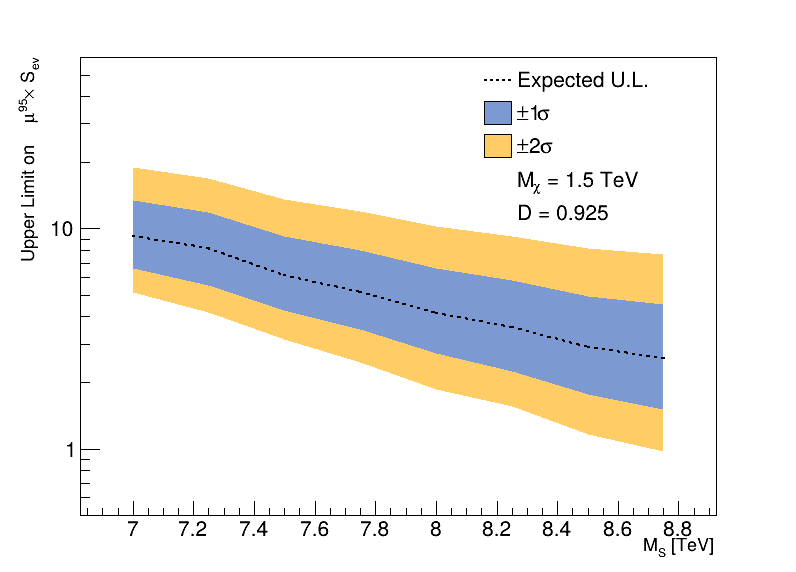 Upper Limit on μ⁹⁵× S_ev
Expected U.L.
±1σ
±2σ
M_χ = 1.5 TeV
D = 0.925
10
1
7 7.2 7.4 7.6 7.8 8 8.2 8.4 8.6 8.8
M_S [TeV]